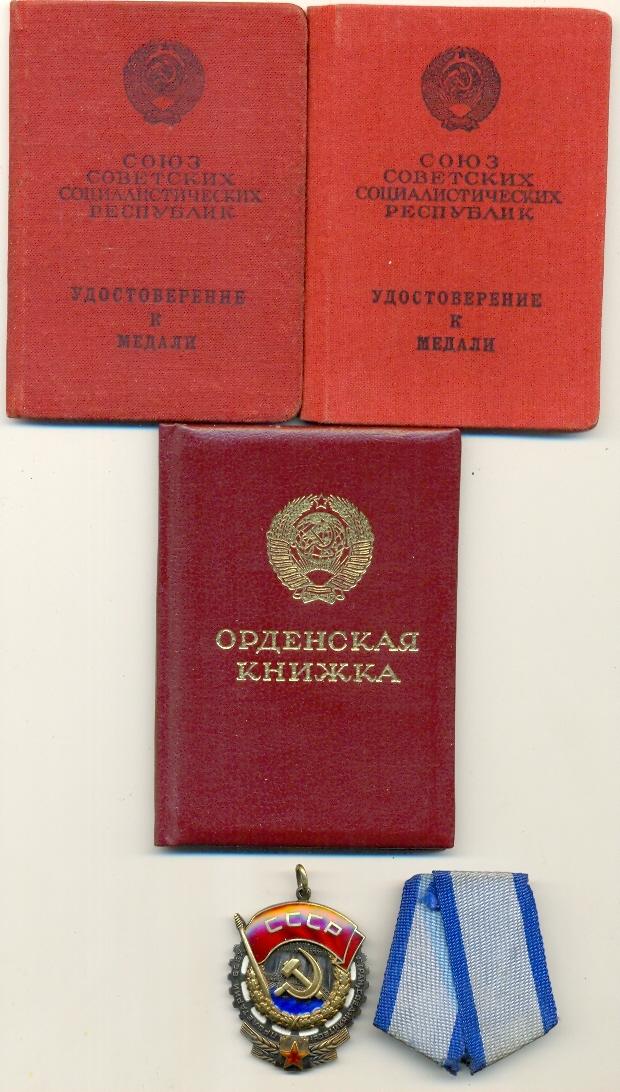 СОЮЗ
СОВЕТСКИХ
СОЦИАЛИСТИЧЕСКИХ
РЕСПУБЛИК
УДОСТОВЕРЕНИЕ
К
МЕДАЛИ
СОЮЗ
СОВЕТСКИХ
СОЦИАЛИСТИЧЕСКИХ
РЕСПУБЛИК
УДОСТОВЕРЕНИЕ
К
МЕДАЛИ
ОРДЕНСКАЯ
КНИЖКА
СССР